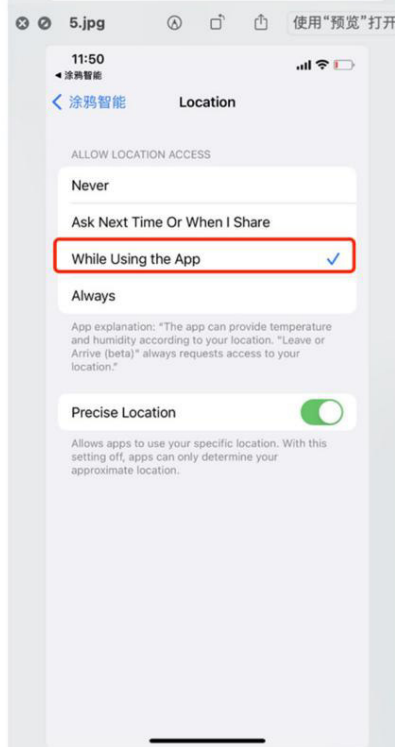 5.jpg
使用“预览”打开
11:50
涂鸦智能
涂鸦智能
Location
ALLOW LOCATION ACCESS
Never
Ask Next Time Or When I Share
While Using the App
Always
App explanation: "The app can provide temperature
and humidity according to your location. "Leave or
Arrive (beta)" always requests access to your
location."
Precise Location
Allows apps to use your specific location. With this
setting off, apps can only determine your
approximate location.